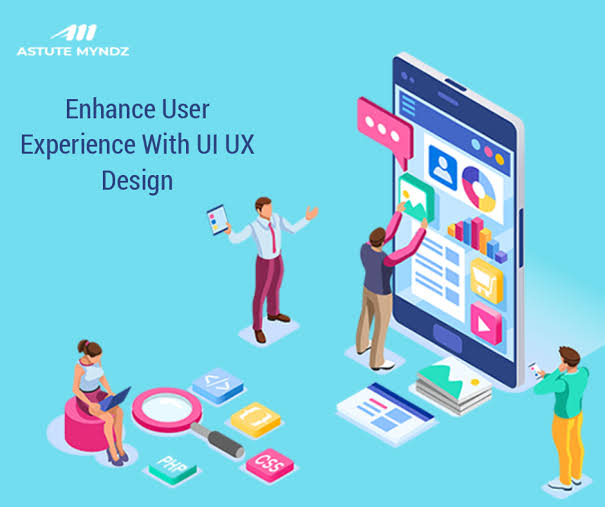 ASTUTE MYNDZ
Enhance User
Experience With UI UX
Design
</>
{ }
PHP
CSS